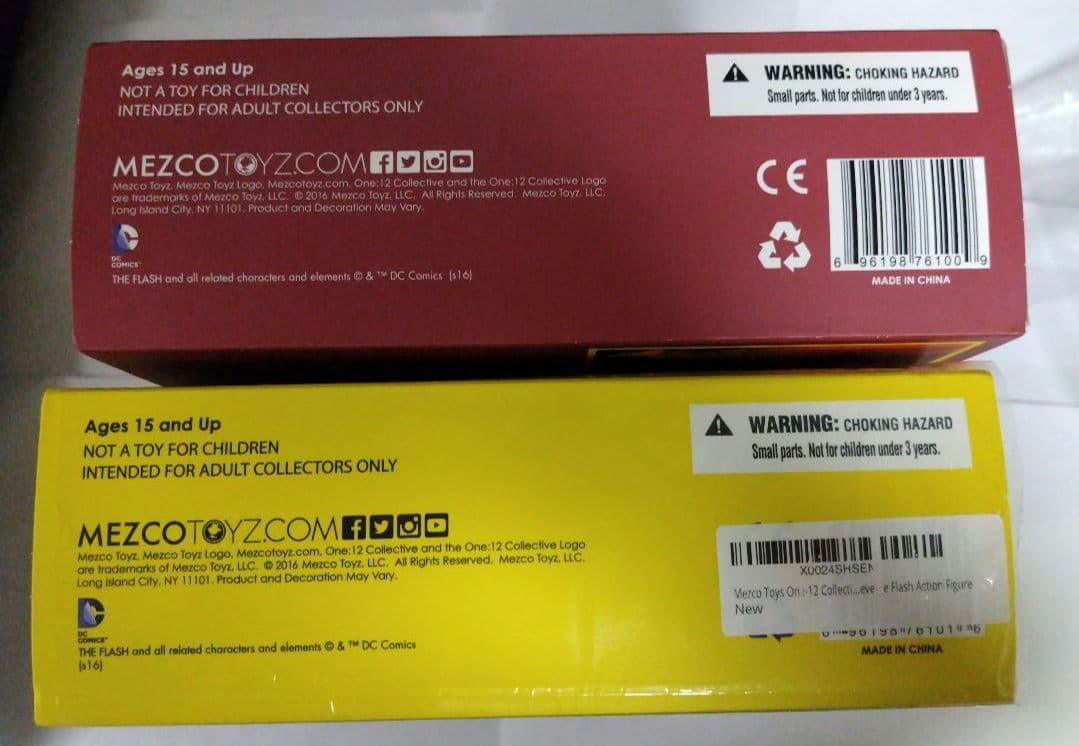 Ages 15 and Up
NOT A TOY FOR CHILDREN
INTENDED FOR ADULT COLLECTORS ONLY
WARNING: CHOKING HAZARD
Small parts. Not for children under 3 years.
MEZCOTOYZ.COM
Mezco Toyz, Mezco Toyz Logo, Mezcotoyz.com, One:12 Collective and the One:12 Collective Logo
are trademarks of Mezco Toyz, LLC. © 2016 Mezco Toyz, LLC. All Rights Reserved. Mezco Toyz, LLC.
Long Island City, NY 11101. Product and Decoration May Vary.
DC
COMICS™
THE FLASH and all related characters and elements © & ™ DC Comics (s16)
CE
6 96198 76100 9
MADE IN CHINA
Ages 15 and Up
NOT A TOY FOR CHILDREN
INTENDED FOR ADULT COLLECTORS ONLY
WARNING: CHOKING HAZARD
Small parts. Not for children under 3 years.
MEZCOTOYZ.COM
Mezco Toyz, Mezco Toyz Logo, Mezcotoyz.com, One:12 Collective and the One:12 Collective Logo
are trademarks of Mezco Toyz, LLC. © 2016 Mezco Toyz, LLC. All Rights Reserved. Mezco Toyz, LLC.
Long Island City, NY 11101. Product and Decoration May Vary.
DC
COMICS™
THE FLASH and all related characters and elements © & ™ DC Comics
(s16)
X0024SHSEN
Mezco Toys On :12 Collecti...eve e Flash Action Figure
New
MADE IN CHINA